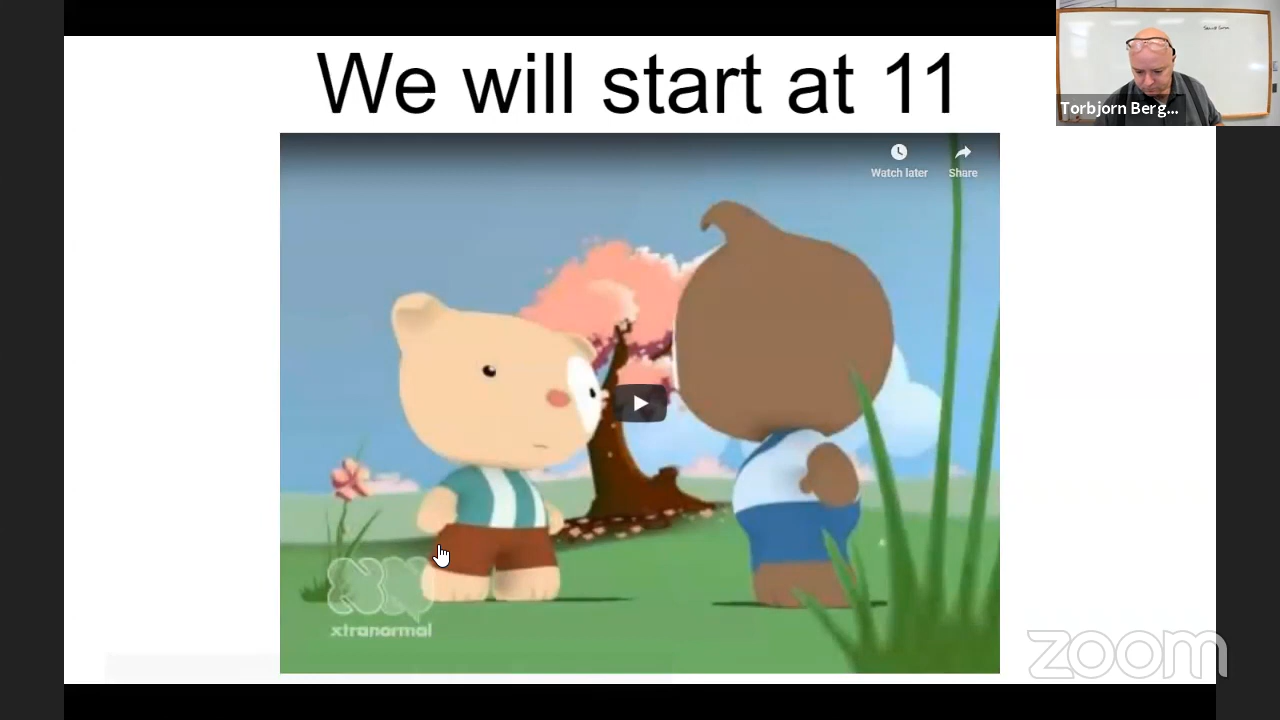 We will start at 11
Torbjorn Berg...
Watch later
Share
xtranormal
zoom